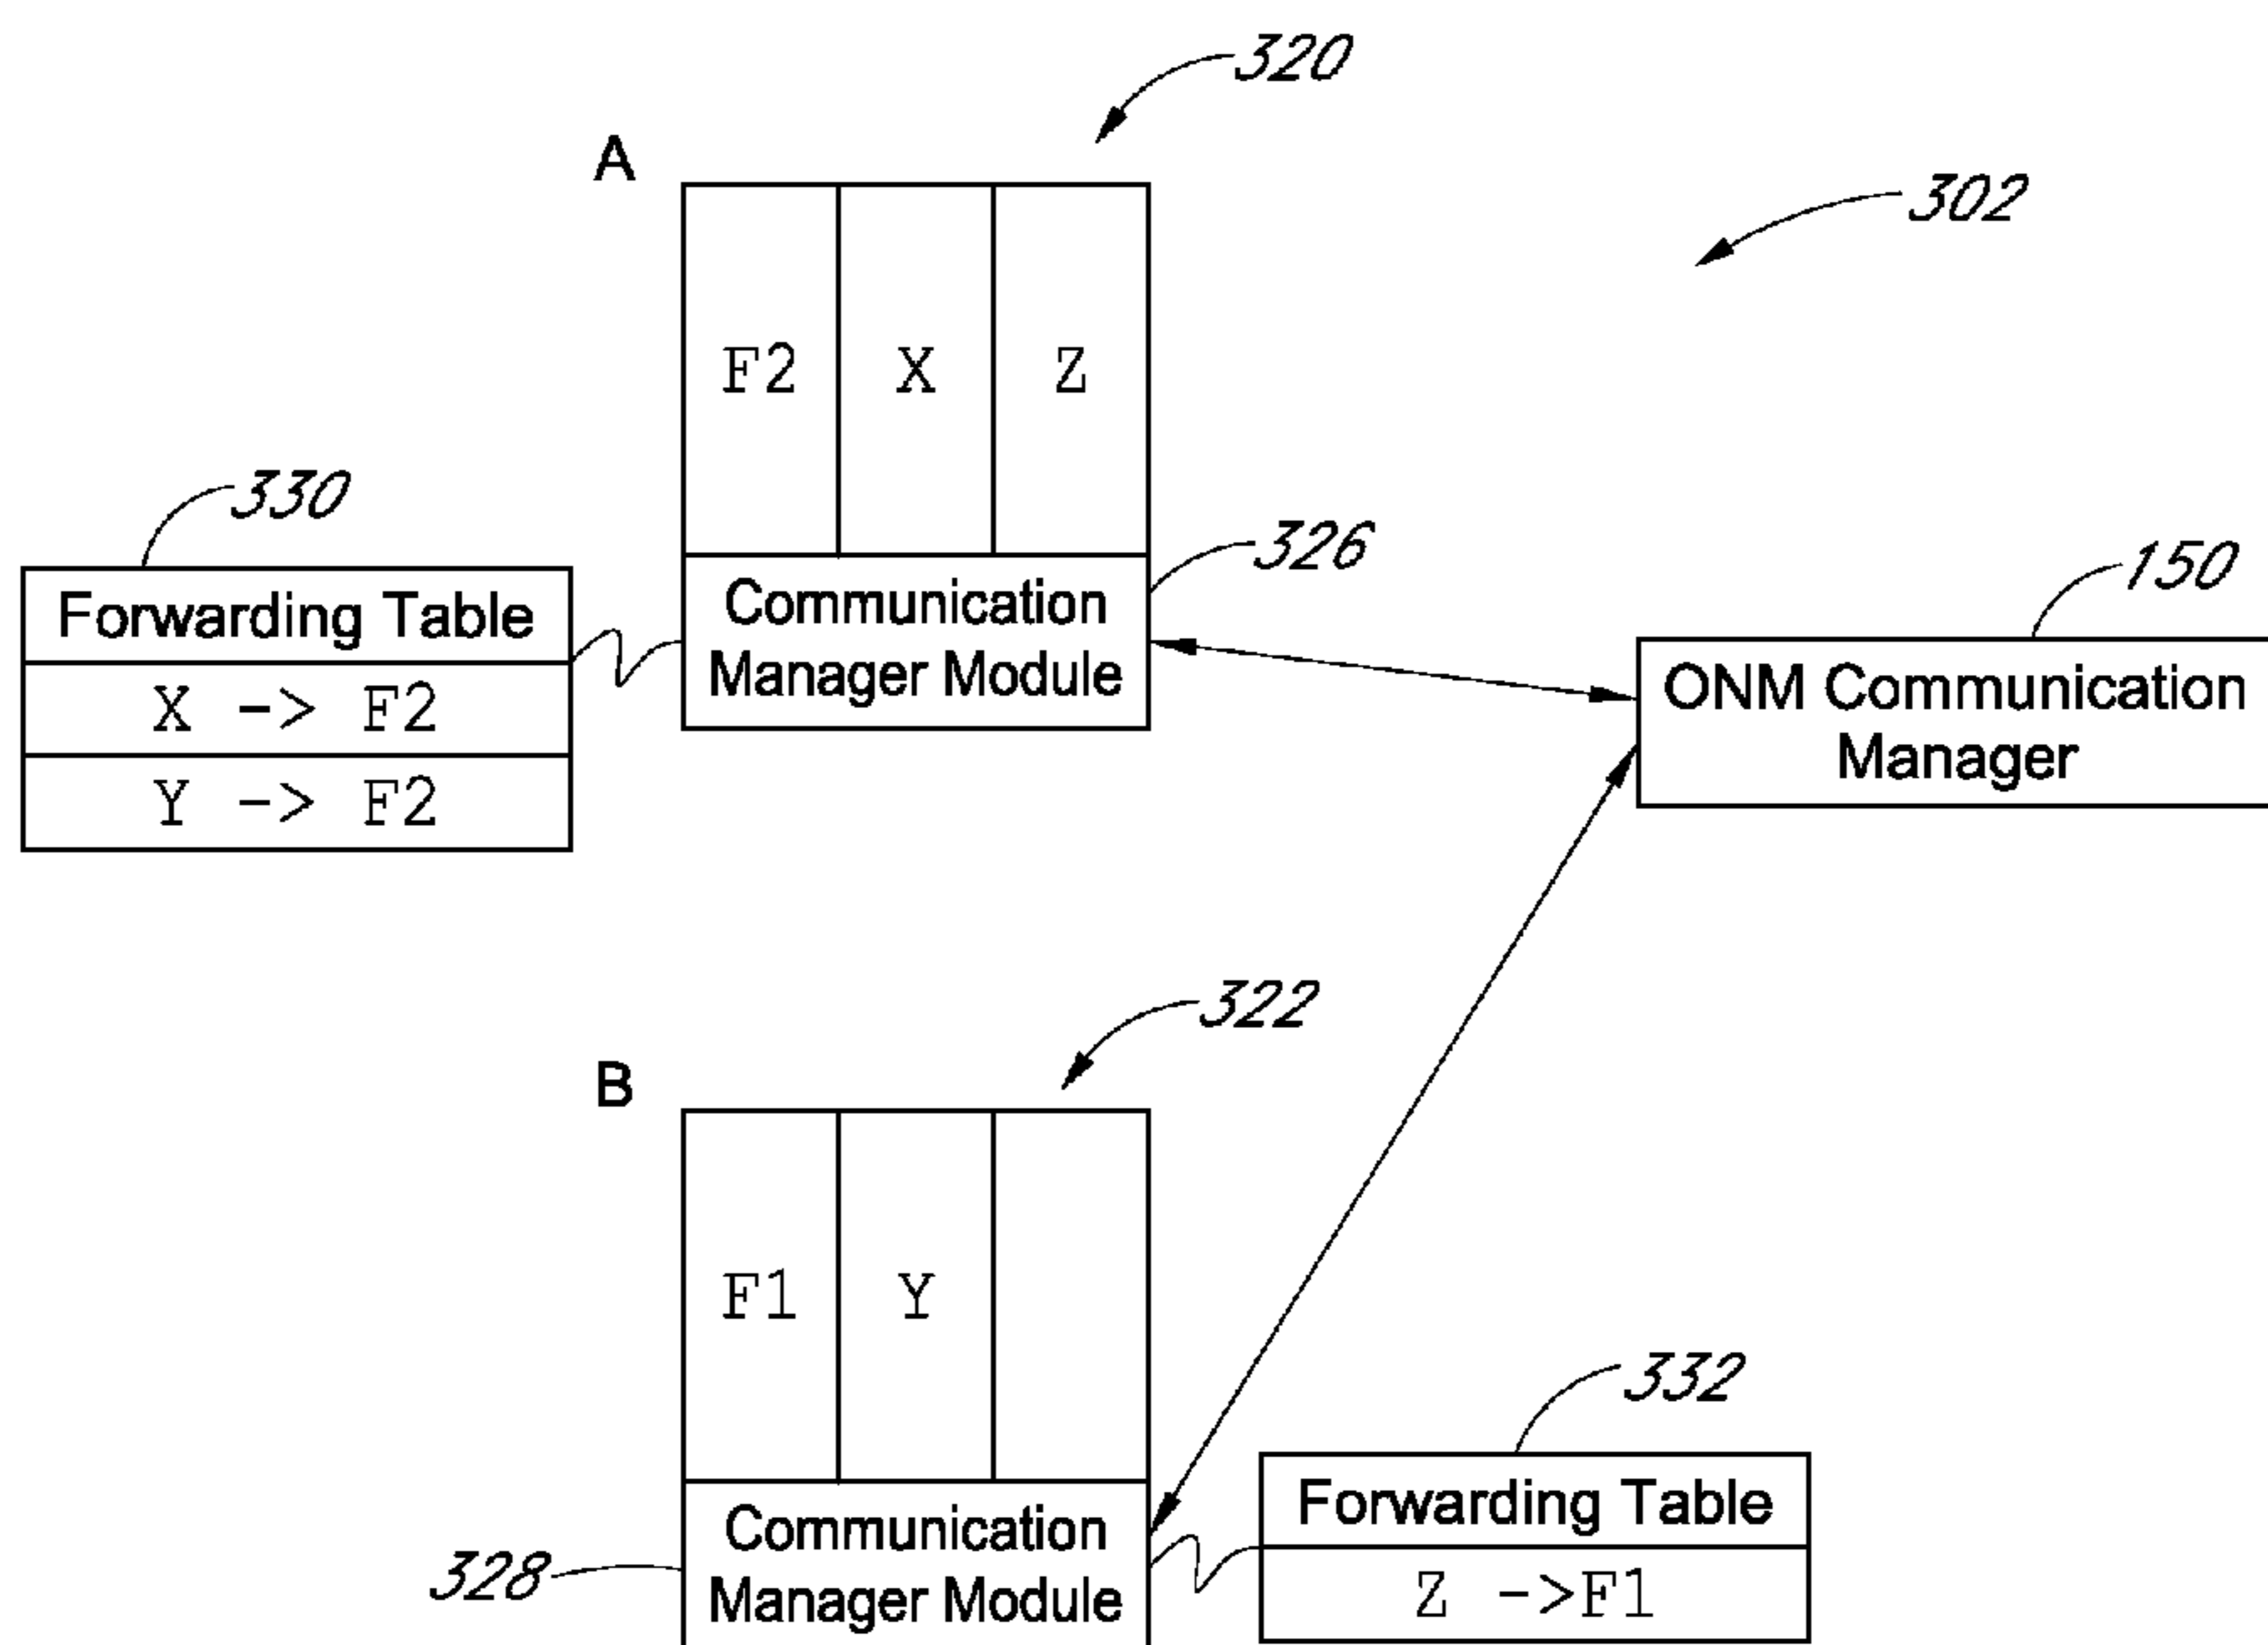 320
A
302
F2 X Z
330
326
150
Forwarding Table
X -> F2
Y -> F2
Communication
Manager Module
ONM Communication
Manager
322
B
F1 Y
332
328
Communication
Manager Module
Forwarding Table
Z ->F1